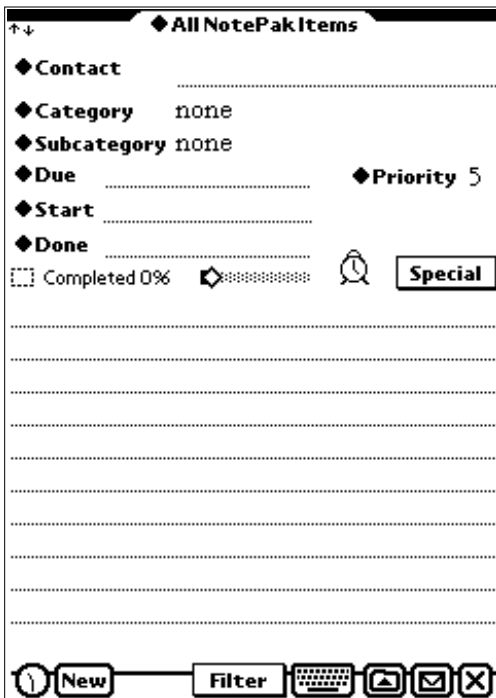 All NotePak Items
Contact
Category none
Subcategory none
Due Priority 5
Start
Done
Completed 0% Special
New Filter